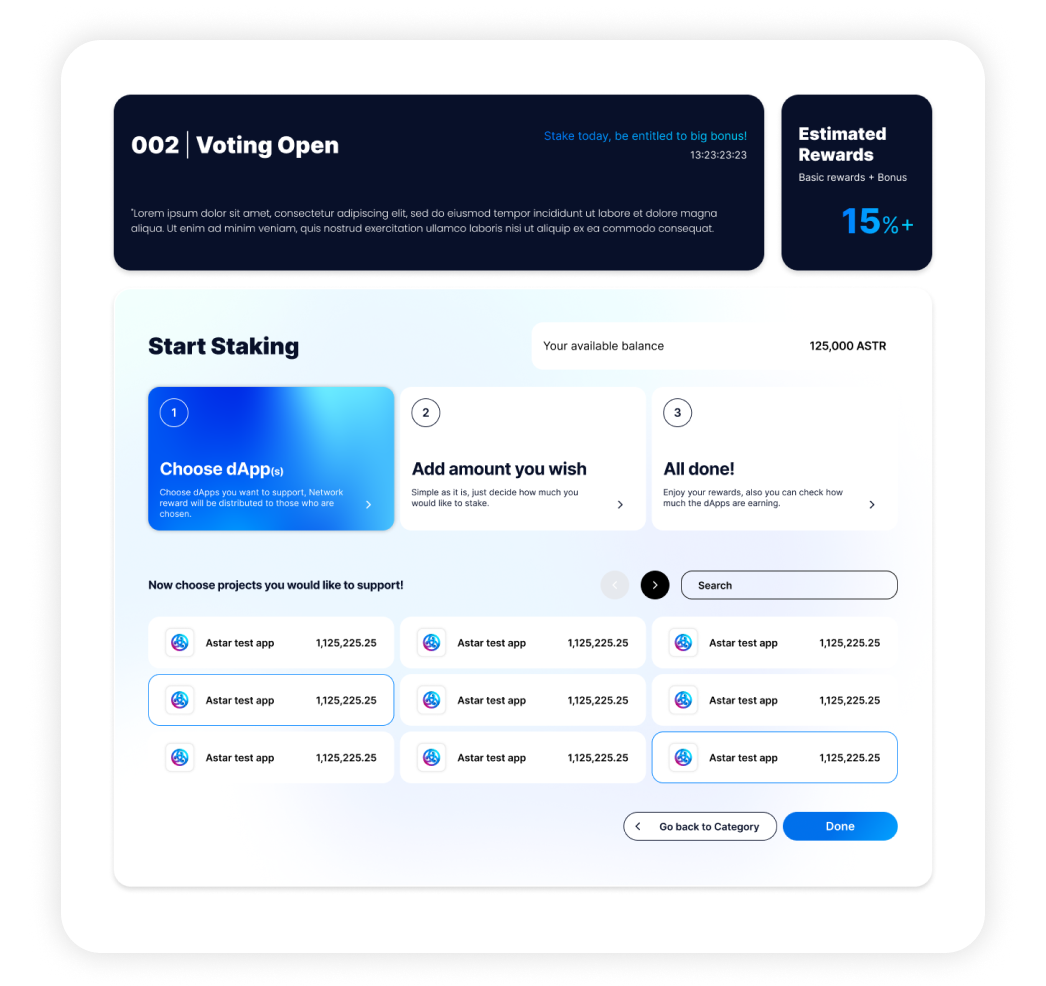 002 | Voting Open
Stake today, be entitled to big bonus!
13:23:23:23
*Lorem ipsum dolor sit amet, consectetur adipiscing elit, sed do eiusmod tempor incididunt ut labore et dolore magna
aliqua. Ut enim ad minim veniam, quis nostrud exercitation ullamco laboris nisi ut aliquip ex ea commodo consequat.
Estimated
Rewards
Basic rewards + Bonus
15%+
Start Staking
Your available balance
125,000 ASTR
1
Choose dApp(s)
Choose dApps you want to support, Network
reward will be distributed to those who are
chosen.
2
Add amount you wish
Simple as it is, just decide how much you
would like to stake.
3
All done!
Enjoy your rewards, also you can check how
much the dApps are earning.
Now choose projects you would like to support!
Search
Astar test app 1,125,225.25
Astar test app 1,125,225.25
Astar test app 1,125,225.25
Astar test app 1,125,225.25
Astar test app 1,125,225.25
Astar test app 1,125,225.25
Astar test app 1,125,225.25
Astar test app 1,125,225.25
Astar test app 1,125,225.25
Go back to Category
Done